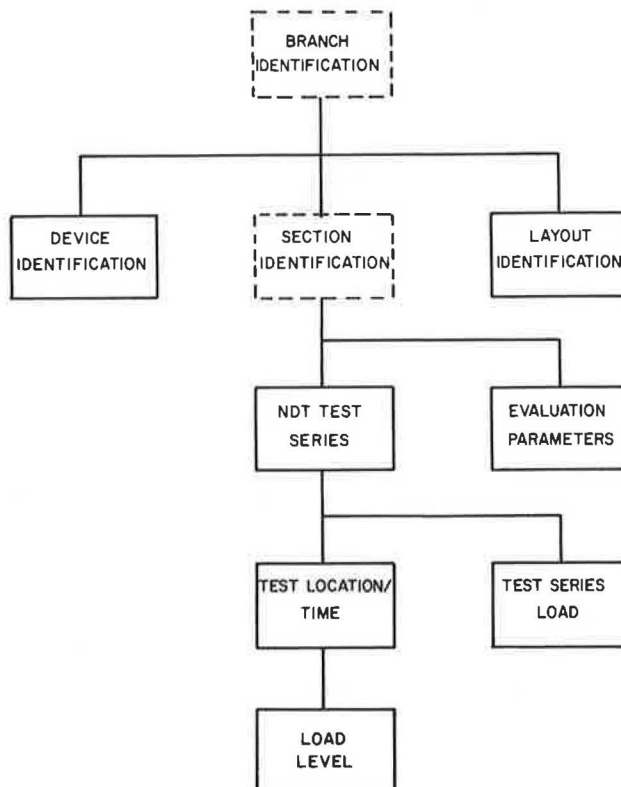 BRANCH
IDENTIFICATION
DEVICE
IDENTIFICATION
SECTION
IDENTIFICATION
LAYOUT
IDENTIFICATION
NDT TEST
SERIES
EVALUATION
PARAMETERS
TEST LOCATION/
TIME
TEST SERIES
LOAD
LOAD
LEVEL